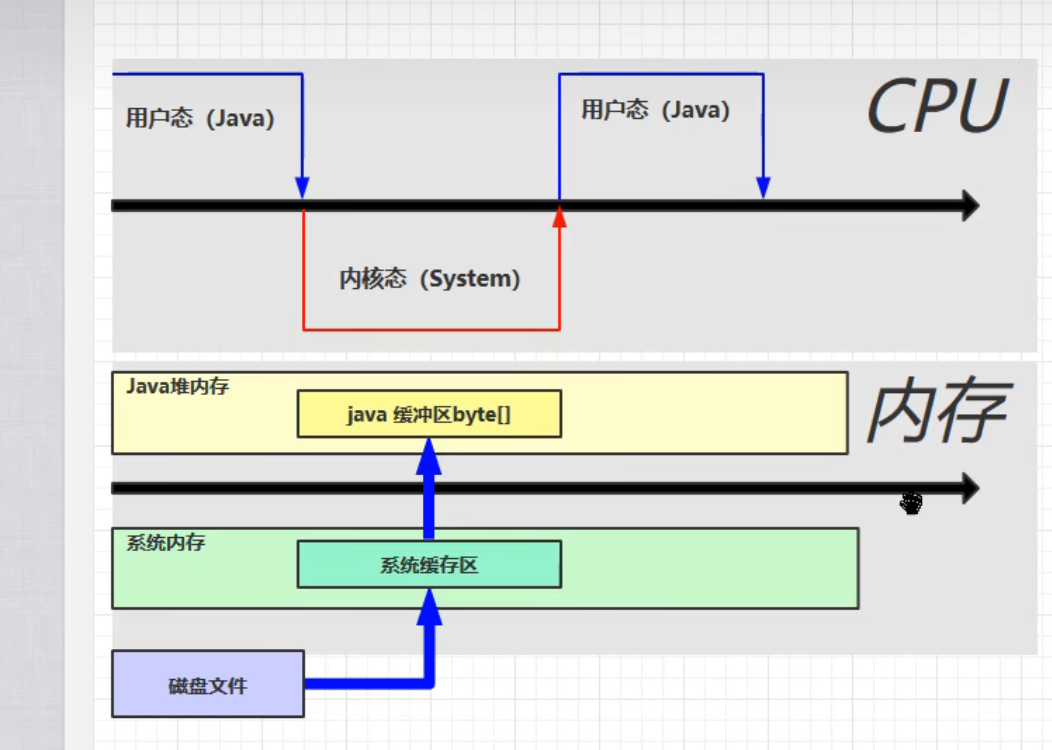 用户态（Java）
用户态（Java）
CPU
内核态（System）
Java堆内存
java 缓冲区byte[]
内存
系统内存
系统缓存区
磁盘文件